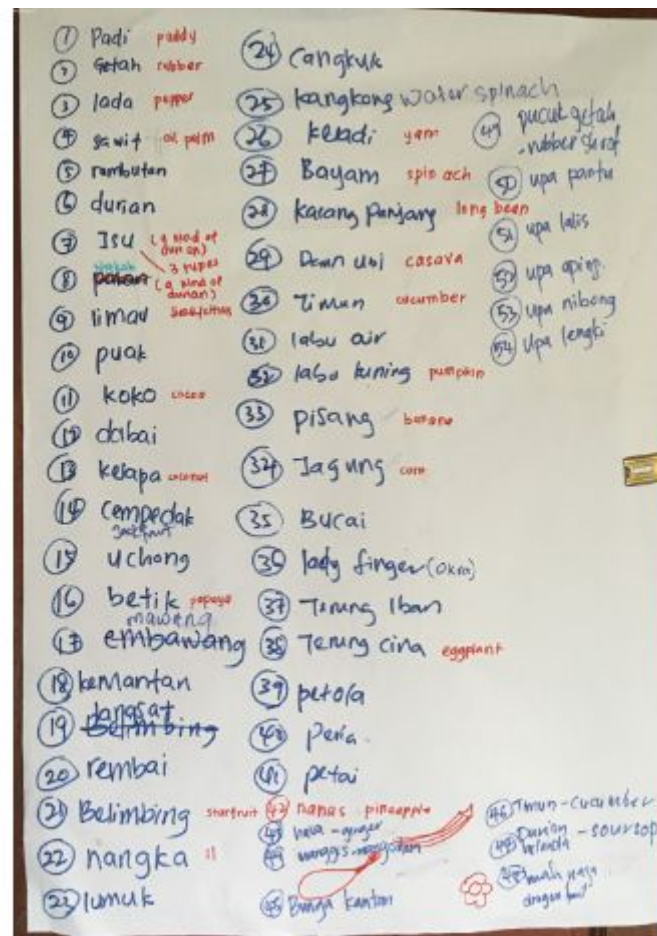 1 Padi paddy
2 Getah rubber
3 lada pepper
4 sawit oil palm
5 rambutan
6 durian
7 Isu (a kind of durian)
3 types
8 pakan (a kind of durian)
9 limau
10 puak
11 koko cocoa
12 dabai
13 kelapa coconut
14 Cempedak
Jackfruit
15 uchong
16 betik papaya
mawang
17 embawang
18 kemantan
langsat
19 Belimbing
20 rembai
21 Belimbing starfruit
22 nangka
23 lumuk
24 Cangkuk
25 kangkong water spinach
26 keladi yam
27 Bayam spinach
28 kacang Panjang long bean
29 Daun ubi casava
30 Timun cucumber
31 labu air
32 labu kuning pumpkin
33 pisang banana
34 Jagung corn
35 Bucai
36 lady finger (okra)
37 Terung Iban
38 Terung cina eggplant
39 petola
40 peria
41 petai
42 nanas pineapple
43 - ginger
44 manggis - mangosteen
45 Bunga kantan
46 Timun - cucumber
Durian belanda - soursop
48 mata naga
dragon fruit
49 pucuk getah
- rubber
50 upa pantu
51 upa lalis
52 upa aping
53 upa nibong
54 Upa lengki